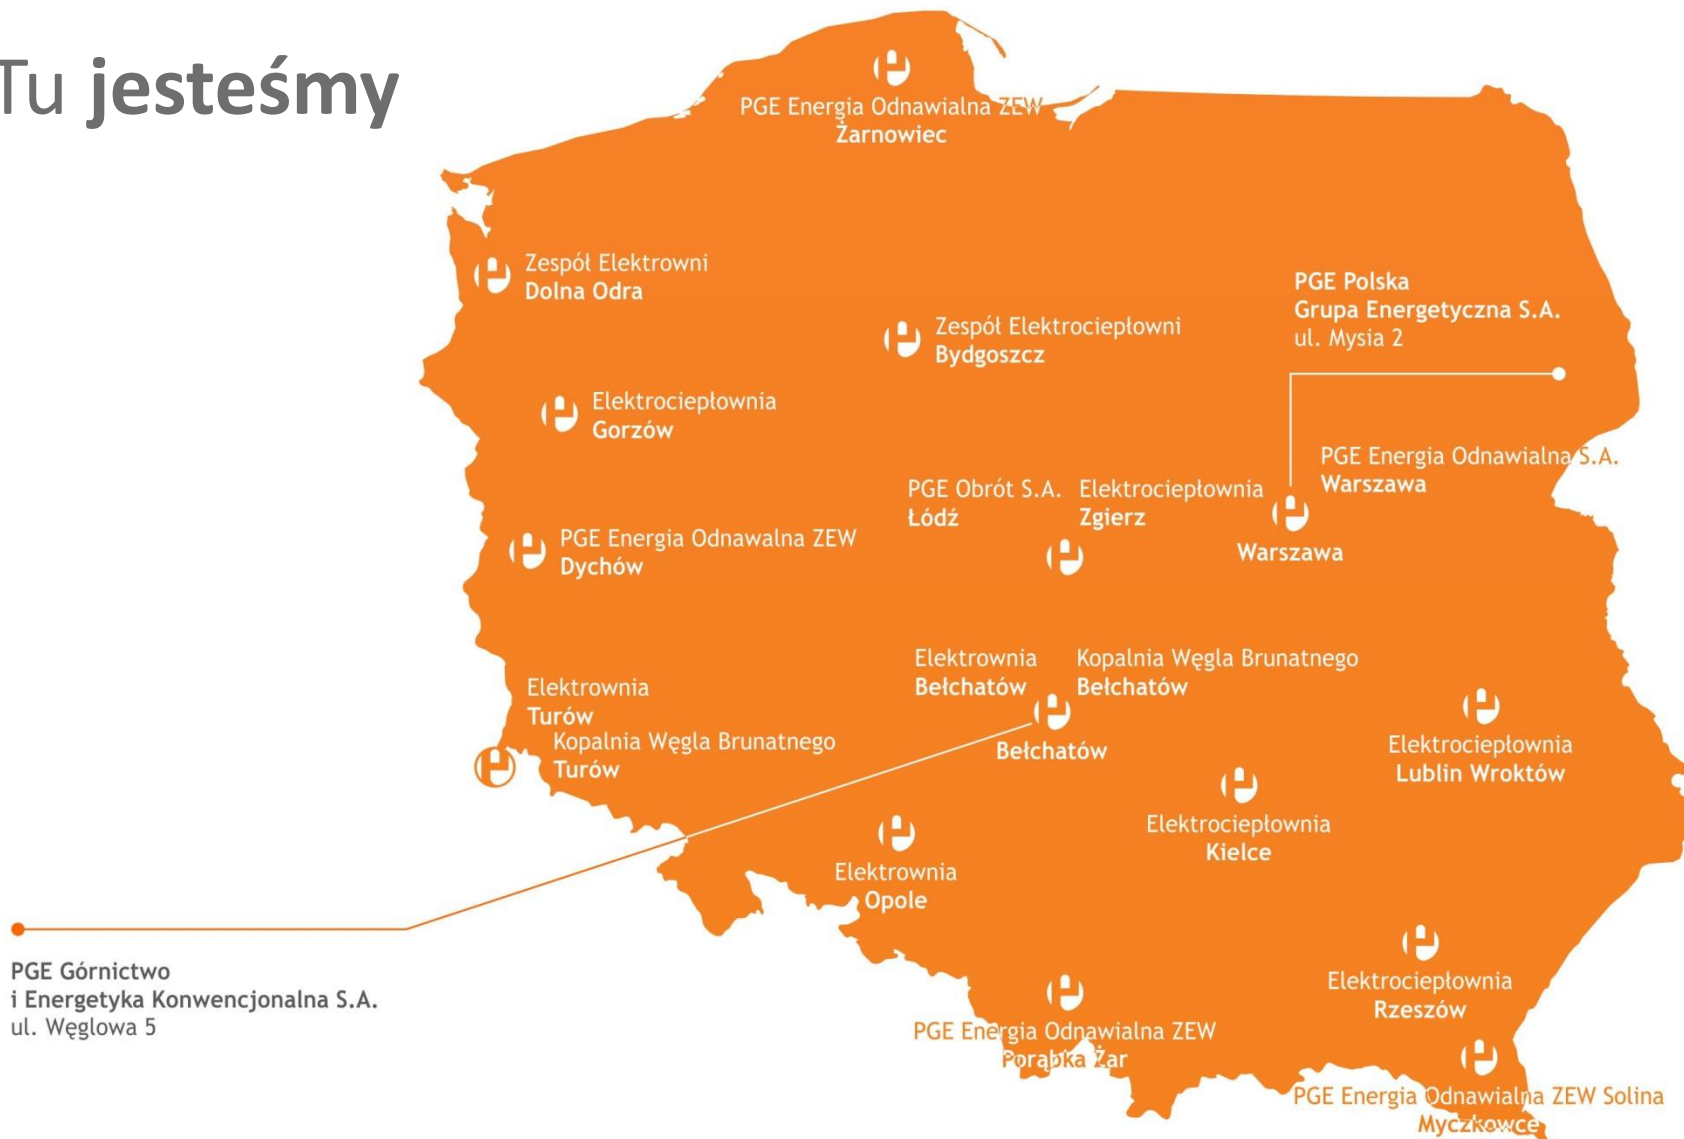 Tu jesteśmy
PGE Energia Odnawialna ZEW
Żarnowiec
Zespół Elektrowni
Dolna Odra
PGE Polska
Grupa Energetyczna S.A.
ul. Mysia 2
Zespół Elektrociepłowni
Bydgoszcz
Elektrociepłownia
Gorzów
PGE Energia Odnawialna S.A.
Warszawa
PGE Obrót S.A.
Łódź
Elektrociepłownia
Zgierz
Warszawa
PGE Energia Odnawalna ZEW
Dychów
Elektrownia
Bełchatów
Kopalnia Węgla Brunatnego
Bełchatów
Bełchatów
Elektrownia
Turów
Kopalnia Węgla Brunatnego
Turów
Elektrociepłownia
Lublin Wroktów
Elektrociepłownia
Kielce
Elektrownia
Opole
PGE Górnictwo
i Energetyka Konwencjonalna S.A.
ul. Węglowa 5
Elektrociepłownia
Rzeszów
PGE Energia Odnawialna ZEW
Porąbka Żar
PGE Energia Odnawialna ZEW Solina
Myczkowce